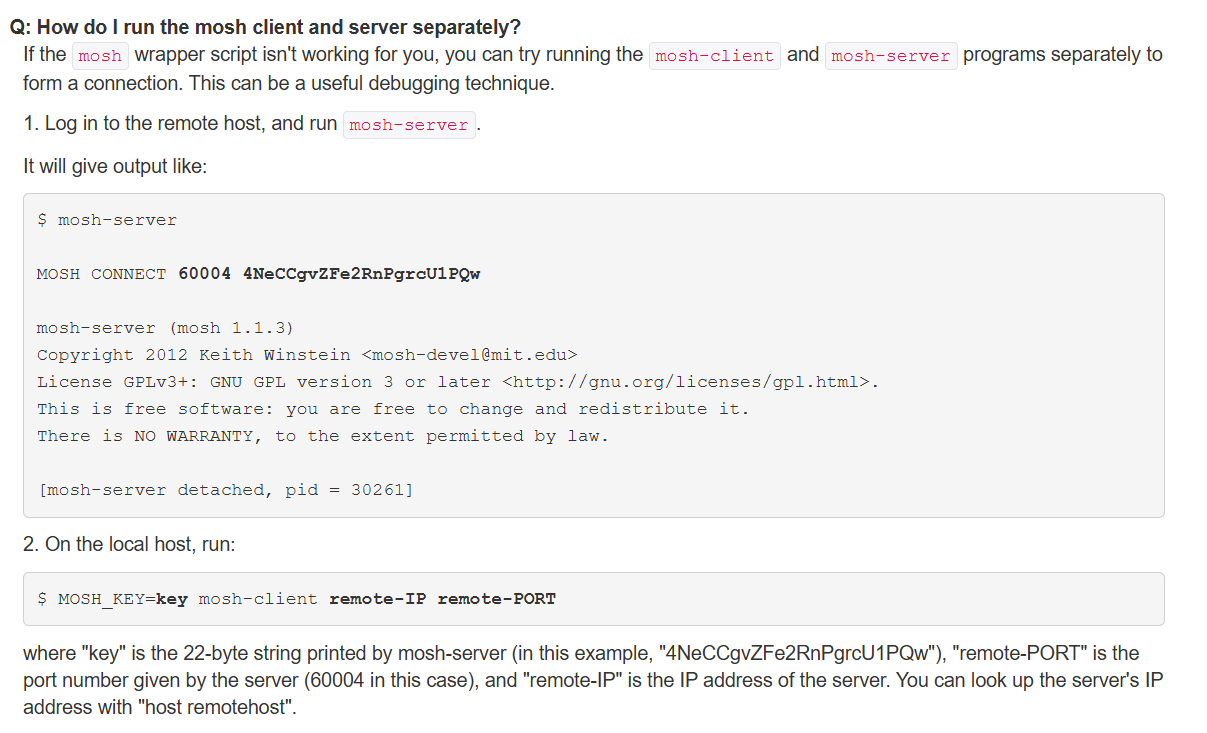 Q: How do I run the mosh client and server separately?
If the mosh wrapper script isn't working for you, you can try running the mosh-client and mosh-server programs separately to
form a connection. This can be a useful debugging technique.
1. Log in to the remote host, and run mosh-server.
It will give output like:
$ mosh-server
MOSH CONNECT 60004 4NeCCgvZFe2RnPgrcU1PQw
mosh-server (mosh 1.1.3)
Copyright 2012 Keith Winstein <mosh-devel@mit.edu>
License GPLv3+: GNU GPL version 3 or later <http://gnu.org/licenses/gpl.html>.
This is free software: you are free to change and redistribute it.
There is NO WARRANTY, to the extent permitted by law.
[mosh-server detached, pid = 30261]
2. On the local host, run:
$ MOSH_KEY=key mosh-client remote-IP remote-PORT
where "key" is the 22-byte string printed by mosh-server (in this example, "4NeCCgvZFe2RnPgrcU1PQw"), "remote-PORT" is the
port number given by the server (60004 in this case), and "remote-IP" is the IP address of the server. You can look up the server's IP
address with "host remotehost".